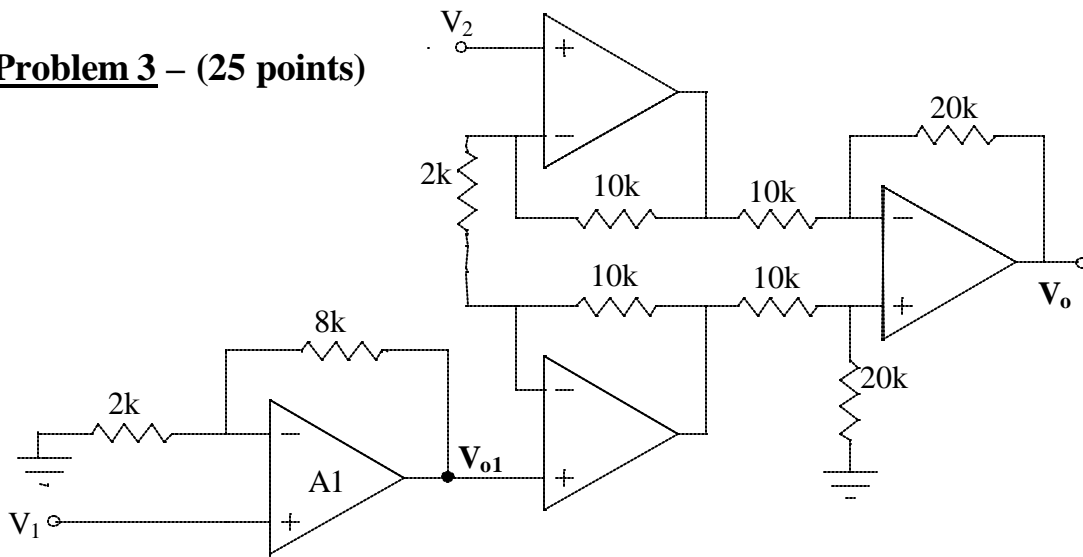 V2
Problem 3 – (25 points)
+
−
20k
2k
10k
10k
−
10k
10k
+
Vo
8k
−
20k
2k
−
Vo1
+
A1
V1
+